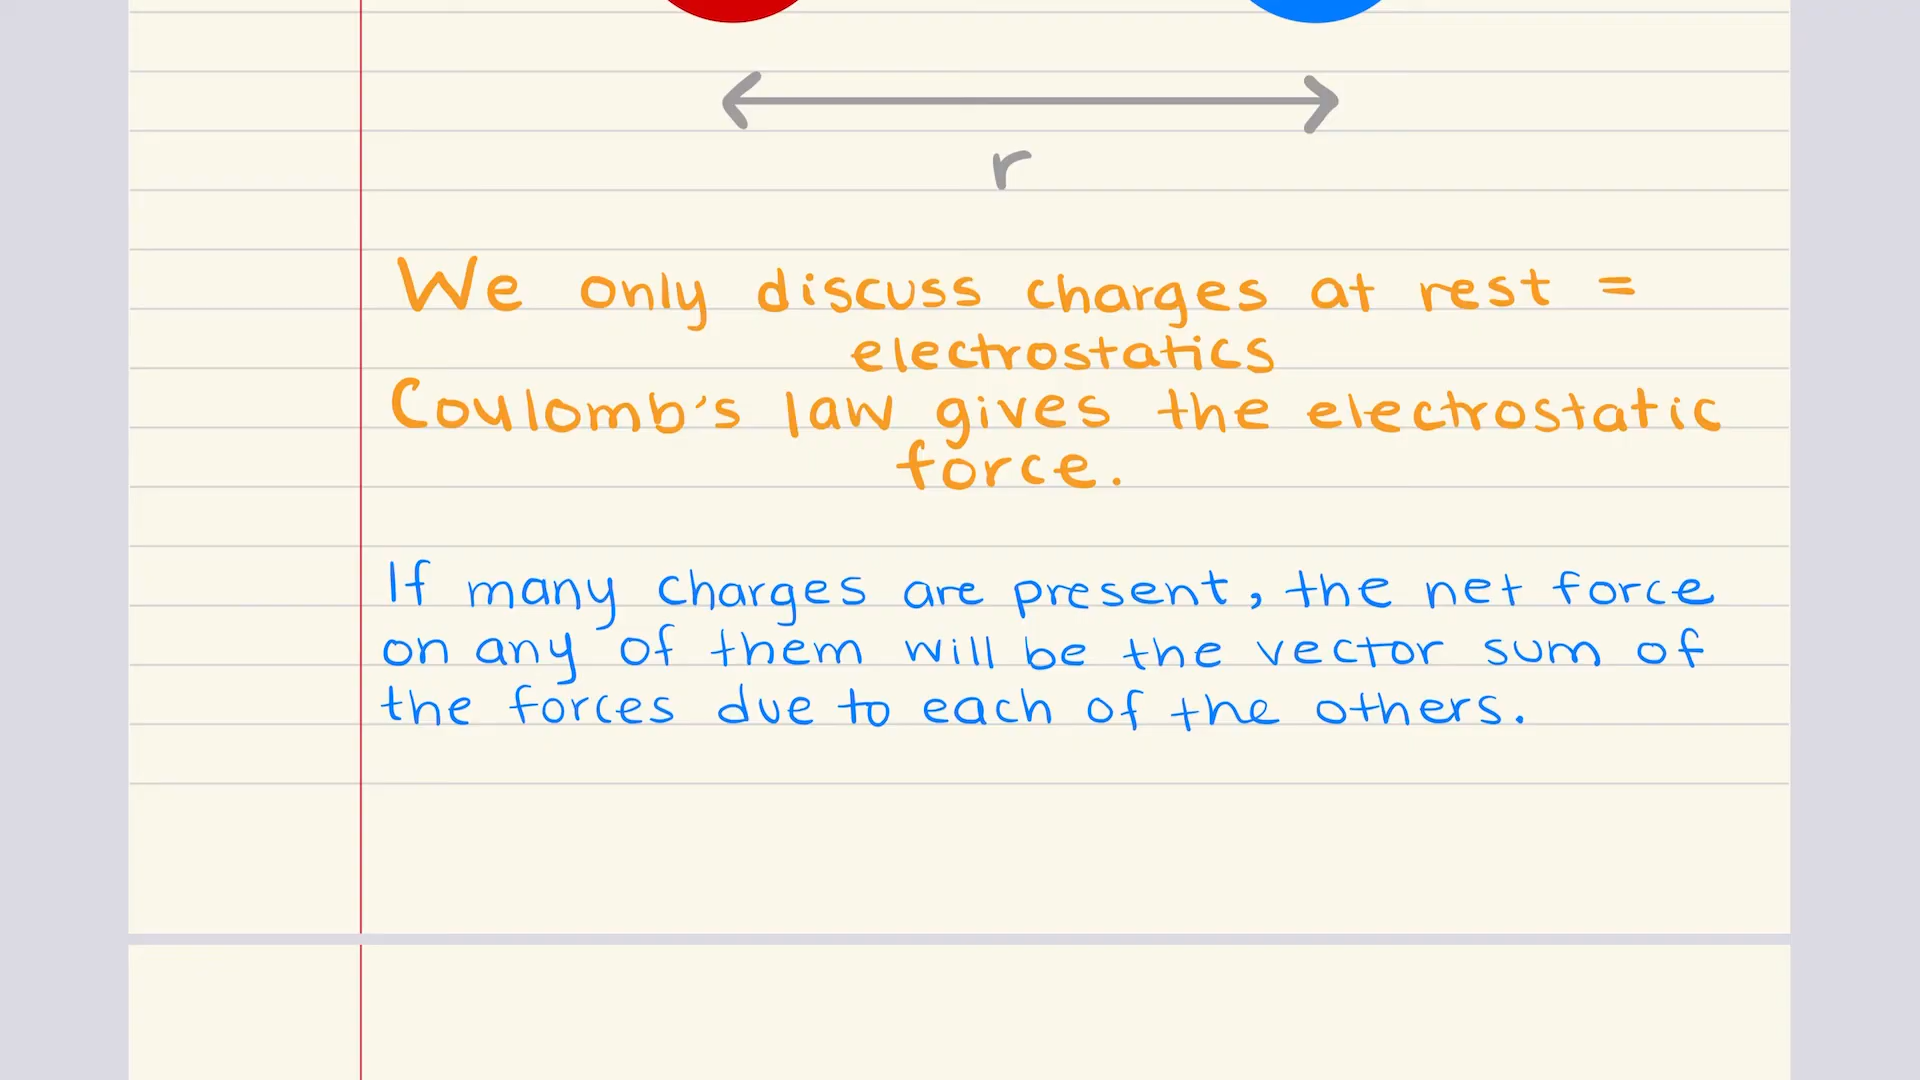 r
We only discuss charges at rest =
electrostatics
Coulomb's law gives the electrostatic
force.
If many charges are present, the net force
on any of them will be the vector sum of
the forces due to each of the others.